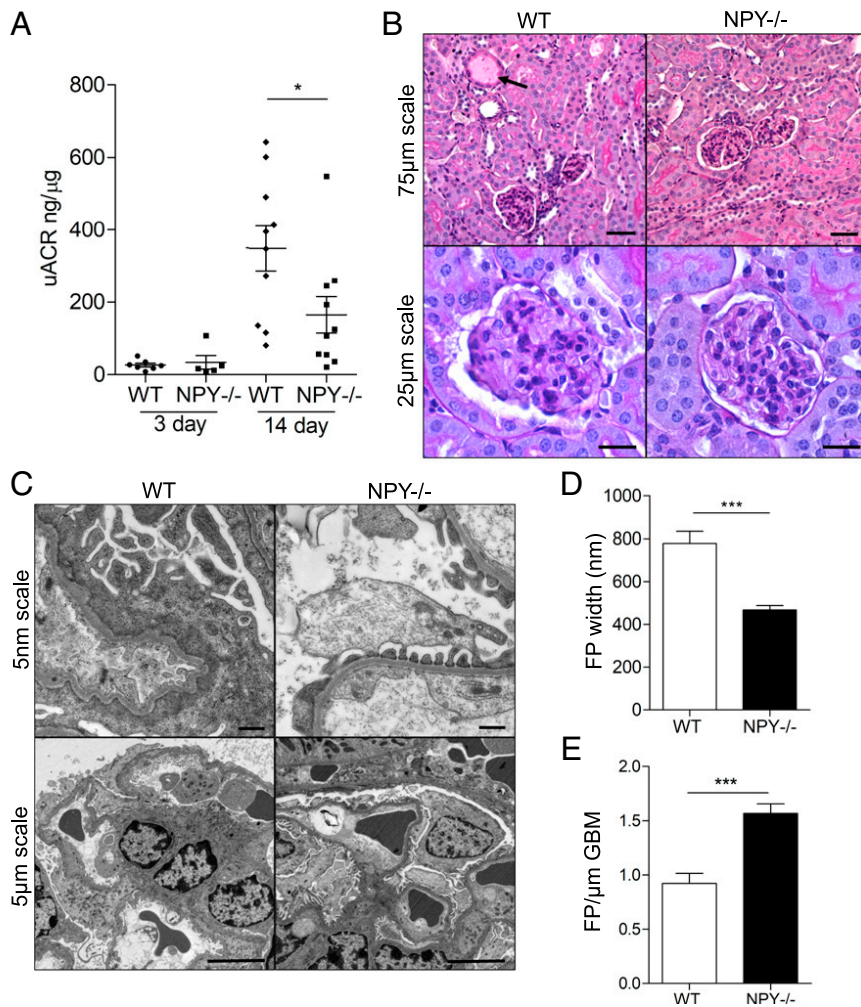 A
uACR ng/µg
800
600
400
200
0
*
WT NPY-/- WT NPY-/-
3 day 14 day
B
WT NPY-/-
75µm scale
25µm scale
C
WT NPY-/-
5nm scale
5µm scale
D
FP width (nm)
1000
800
600
400
200
0
***
WT NPY-/-
E
FP/µm GBM
2.0
1.5
1.0
0.5
0.0
***
WT NPY-/-